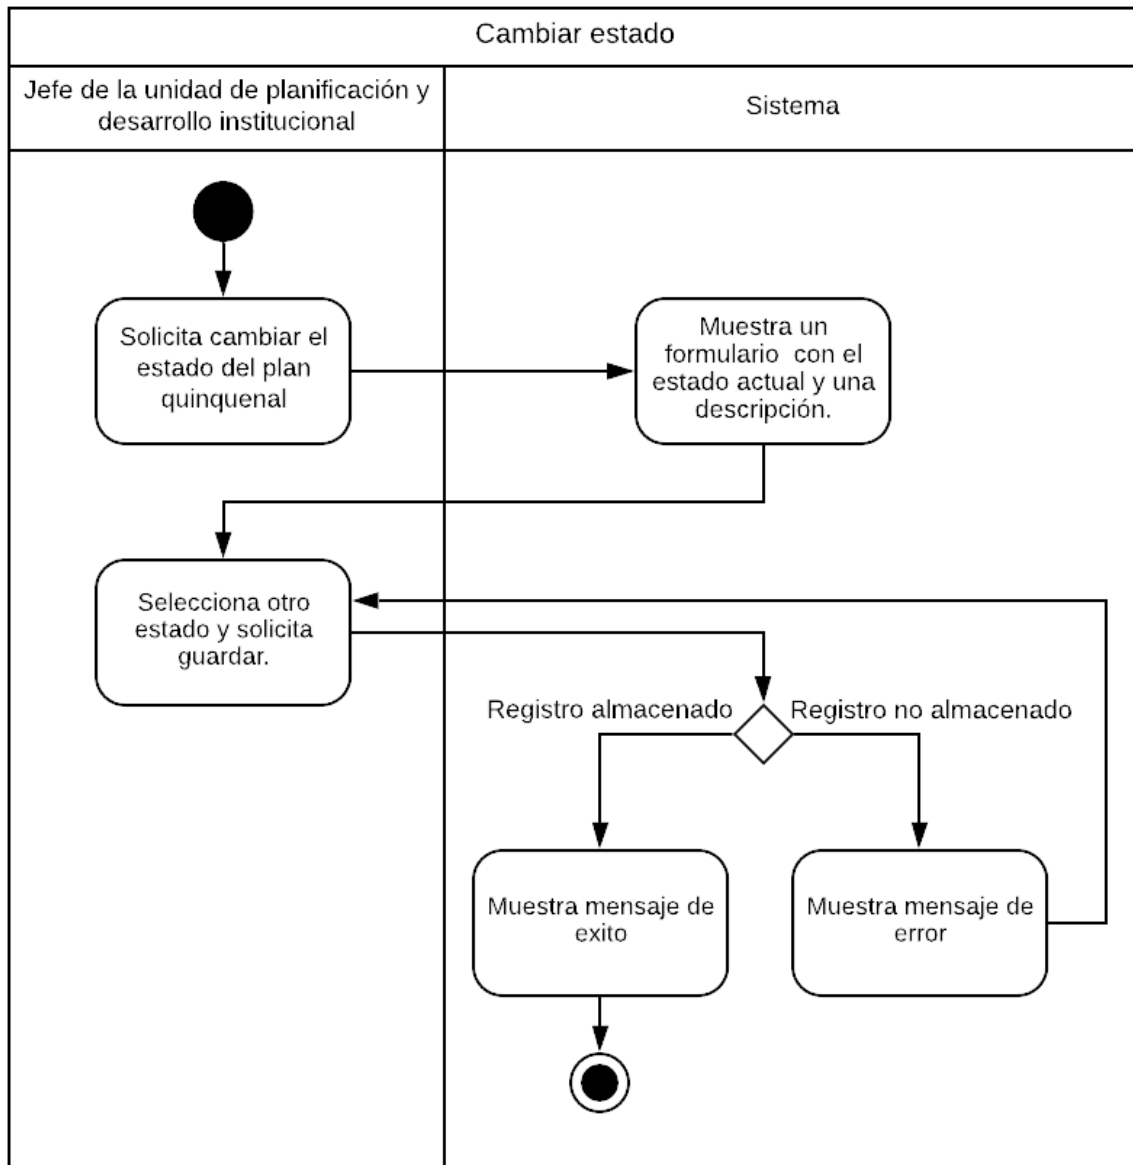 Cambiar estado
Jefe de la unidad de planificación y
desarrollo institucional
Sistema
Solicita cambiar el
estado del plan
quinquenal
Muestra un
formulario con el
estado actual y una
descripción.
Selecciona otro
estado y solicita
guardar.
Registro almacenado
Registro no almacenado
Muestra mensaje de
exito
Muestra mensaje de
error